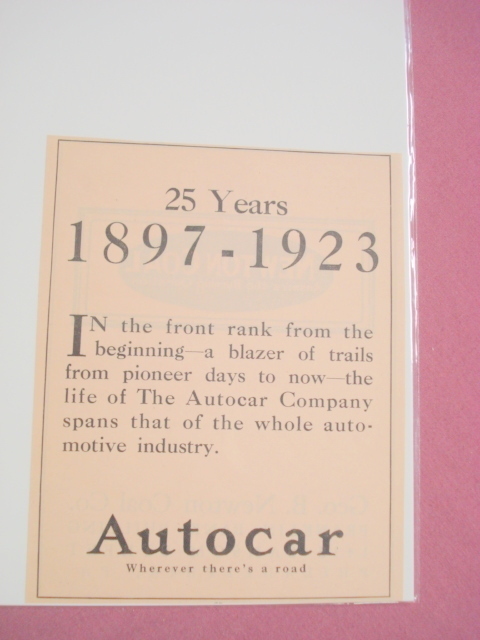 25 Years
1897-1923
IN the front rank from the
beginning—a blazer of trails
from pioneer days to now—the
life of The Autocar Company
spans that of the whole auto-
motive industry.
Autocar
Wherever there's a road